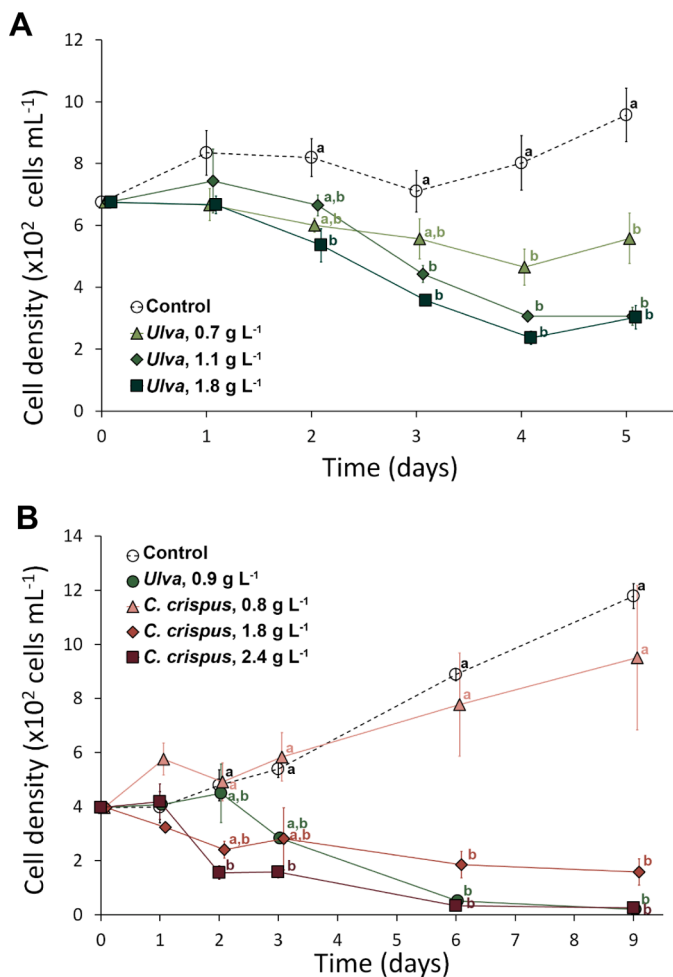 A
Cell density (x10² cells mL⁻¹)
12
10
8
6
4
2
0
a
a
a
a
a,b
a,b
b
a,b
b
b
b
b
b
b
b
b
Control
Ulva, 0.7 g L⁻¹
Ulva, 1.1 g L⁻¹
Ulva, 1.8 g L⁻¹
0 1 2 3 4 5
Time (days)
B
Cell density (x10² cells mL⁻¹)
14
12
10
8
6
4
2
0
Control
Ulva, 0.9 g L⁻¹
C. crispus, 0.8 g L⁻¹
C. crispus, 1.8 g L⁻¹
C. crispus, 2.4 g L⁻¹
a
a
a
a
a
a
a
a
a,b
a,b
a,b
a,b
b
b
b
b
b
b
b
b
0 1 2 3 4 5 6 7 8 9
Time (days)